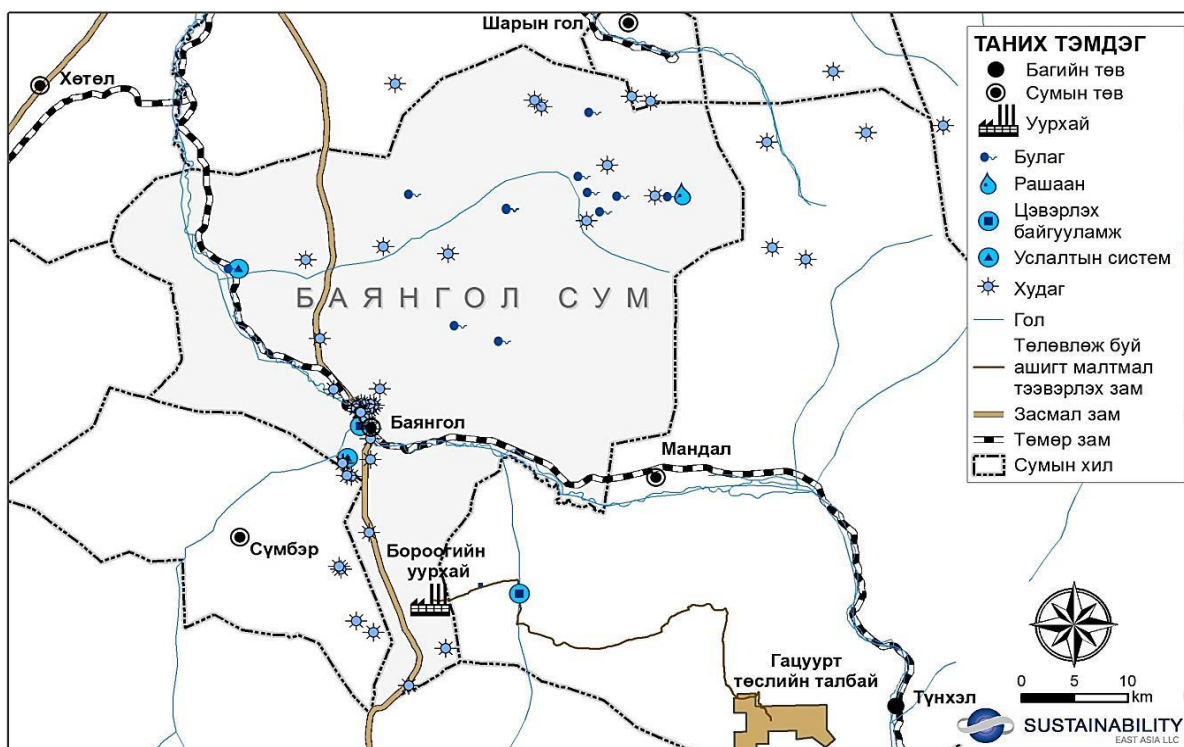 Шарын гол
Хөтөл
БАЯНГОЛ СУМ
Баянгол
Мандал
Сүмбэр
Бороогийн
уурхай
Гацуурт
төслийн талбай
Түнхэл
ТАНИХ ТЭМДЭГ
Багийн төв
Сумын төв
Уурхай
Булаг
Рашаан
Цэвэрлэх
байгууламж
Услалтын систем
Худаг
Гол
Төлөвлөж буй
ашигт малтмал
тээвэрлэх зам
Засмал зам
Төмөр зам
Сумын хил
0 5 10
km
SUSTAINABILITY
EAST ASIA LLC